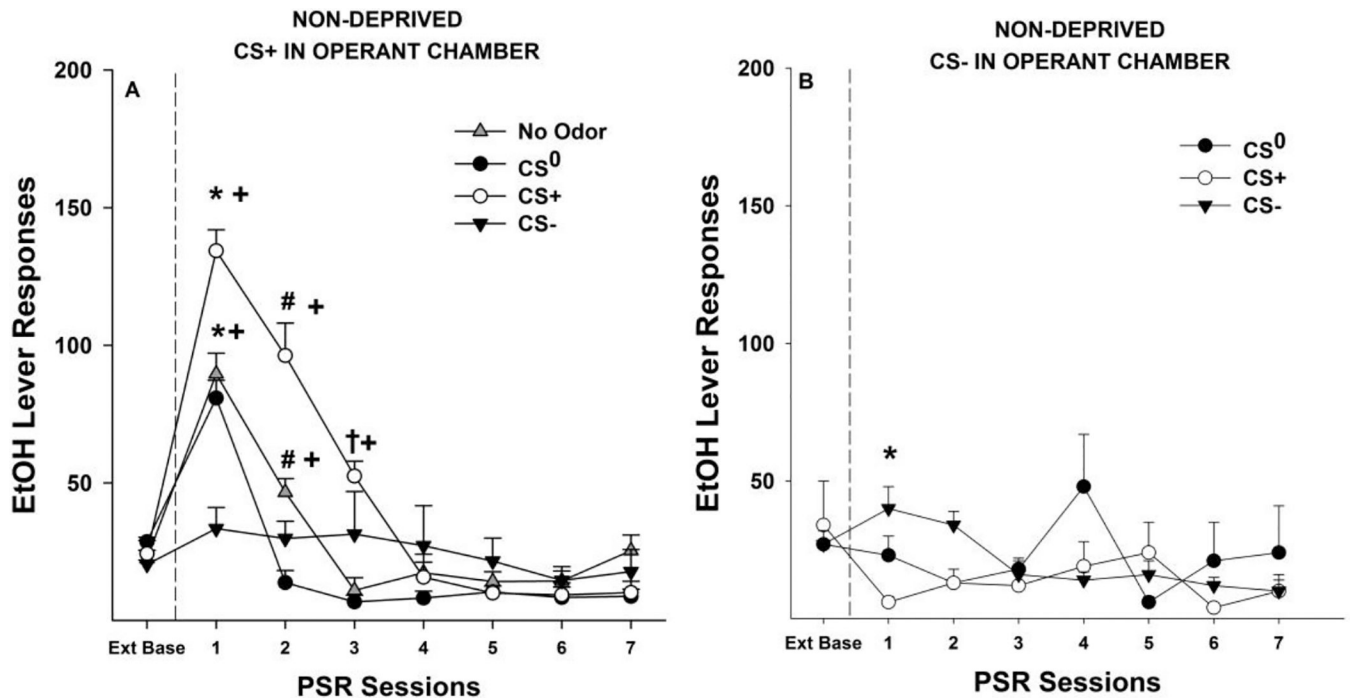 NON-DEPRIVED
CS+ IN OPERANT CHAMBER
A
200
150
100
50
EtOH Lever Responses
No Odor
CS⁰
CS+
CS-
* +
# +
*+
†+
# +
Ext Base 1 2 3 4 5 6 7
PSR Sessions
NON-DEPRIVED
CS- IN OPERANT CHAMBER
B
200
150
100
50
EtOH Lever Responses
CS⁰
CS+
CS-
*
Ext Base 1 2 3 4 5 6 7
PSR Sessions